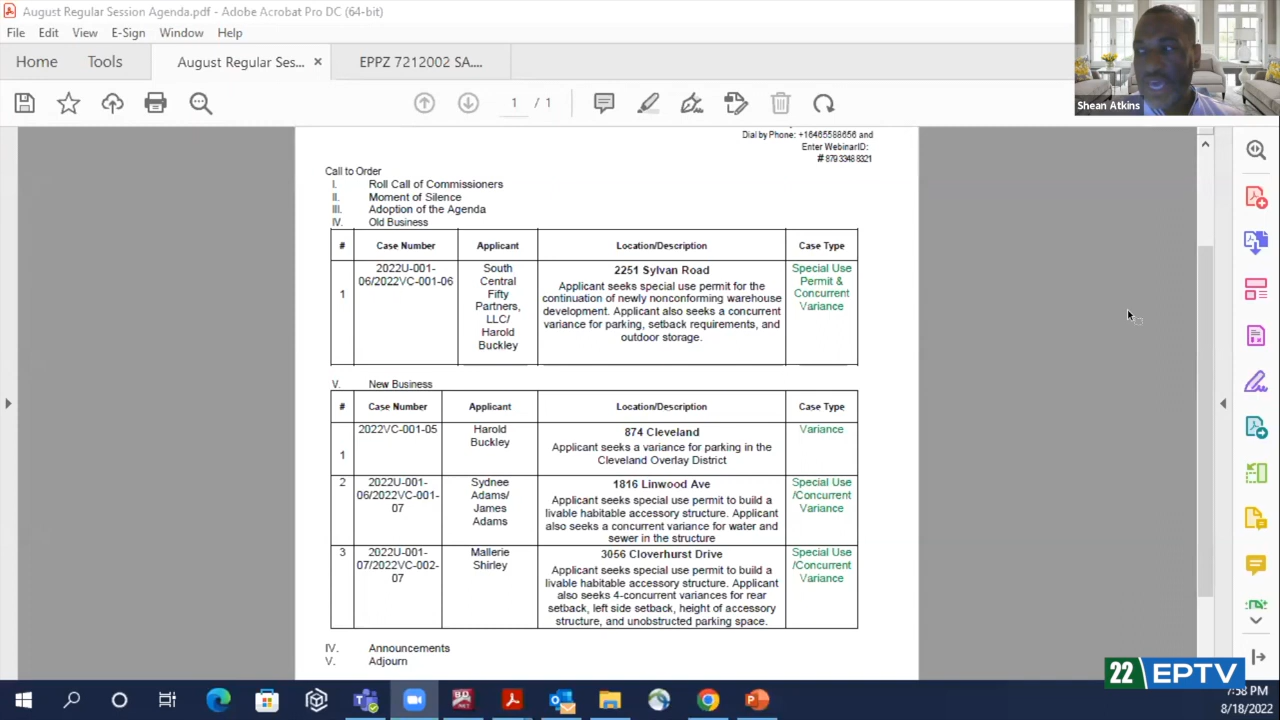 August Regular Session Agenda.pdf - Adobe Acrobat Pro DC (64-bit)
File Edit View E-Sign Window Help
Home Tools August Regular Ses... × EPPZ 7212002 SA....
1 / 1
Shean Atkins
Dial by Phone: +16465588656 and
Enter WebinarID:
# 879 3348 8321
Call to Order
I. Roll Call of Commissioners
II. Moment of Silence
III. Adoption of the Agenda
IV. Old Business
# Case Number Applicant Location/Description Case Type
1
2022U-001-
06/2022VC-001-06
South
Central
Fifty
Partners,
LLC/
Harold
Buckley
2251 Sylvan Road
Applicant seeks special use permit for the
continuation of newly nonconforming warehouse
development. Applicant also seeks a concurrent
variance for parking, setback requirements, and
outdoor storage.
Special Use
Permit &
Concurrent
Variance
V. New Business
# Case Number Applicant Location/Description Case Type
1
2022VC-001-05
Harold
Buckley
874 Cleveland
Applicant seeks a variance for parking in the
Cleveland Overlay District
Variance
2
2022U-001-
06/2022VC-001-
07
Sydnee
Adams/
James
Adams
1816 Linwood Ave
Applicant seeks special use permit to build a
livable habitable accessory structure. Applicant
also seeks a concurrent variance for water and
sewer in the structure
Special Use
/Concurrent
Variance
3
2022U-001-
07/2022VC-002-
07
Mallerie
Shirley
3056 Cloverhurst Drive
Applicant seeks special use permit to build a
livable habitable accessory structure. Applicant
also seeks 4-concurrent variances for rear
setback, left side setback, height of accessory
structure, and unobstructed parking space.
Special Use
/Concurrent
Variance
IV. Announcements
V. Adjourn
22 EPTV
7:58 PM
8/18/2022